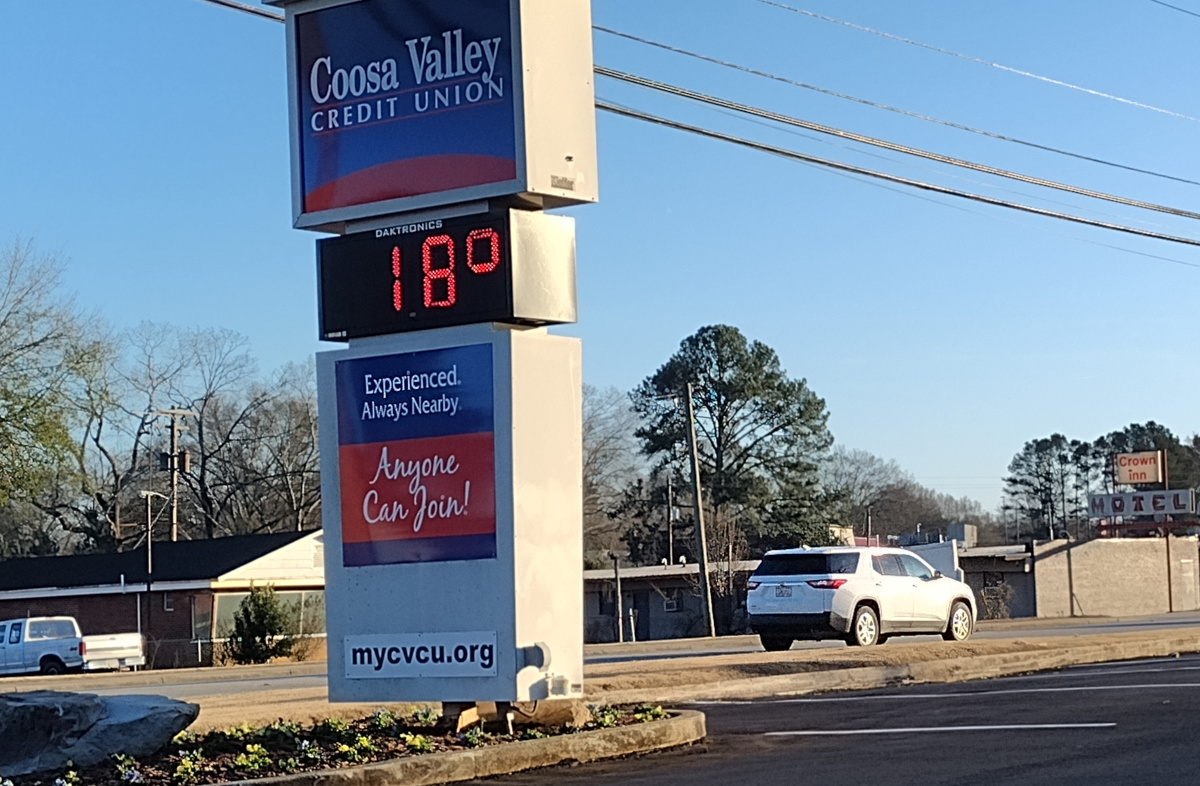 Coosa Valley
CREDIT UNION
DAKTRONICS
18°
Experienced.
Always Nearby.
Anyone
Can Join!
mycvcu.org
Crown
inn
MOTEL